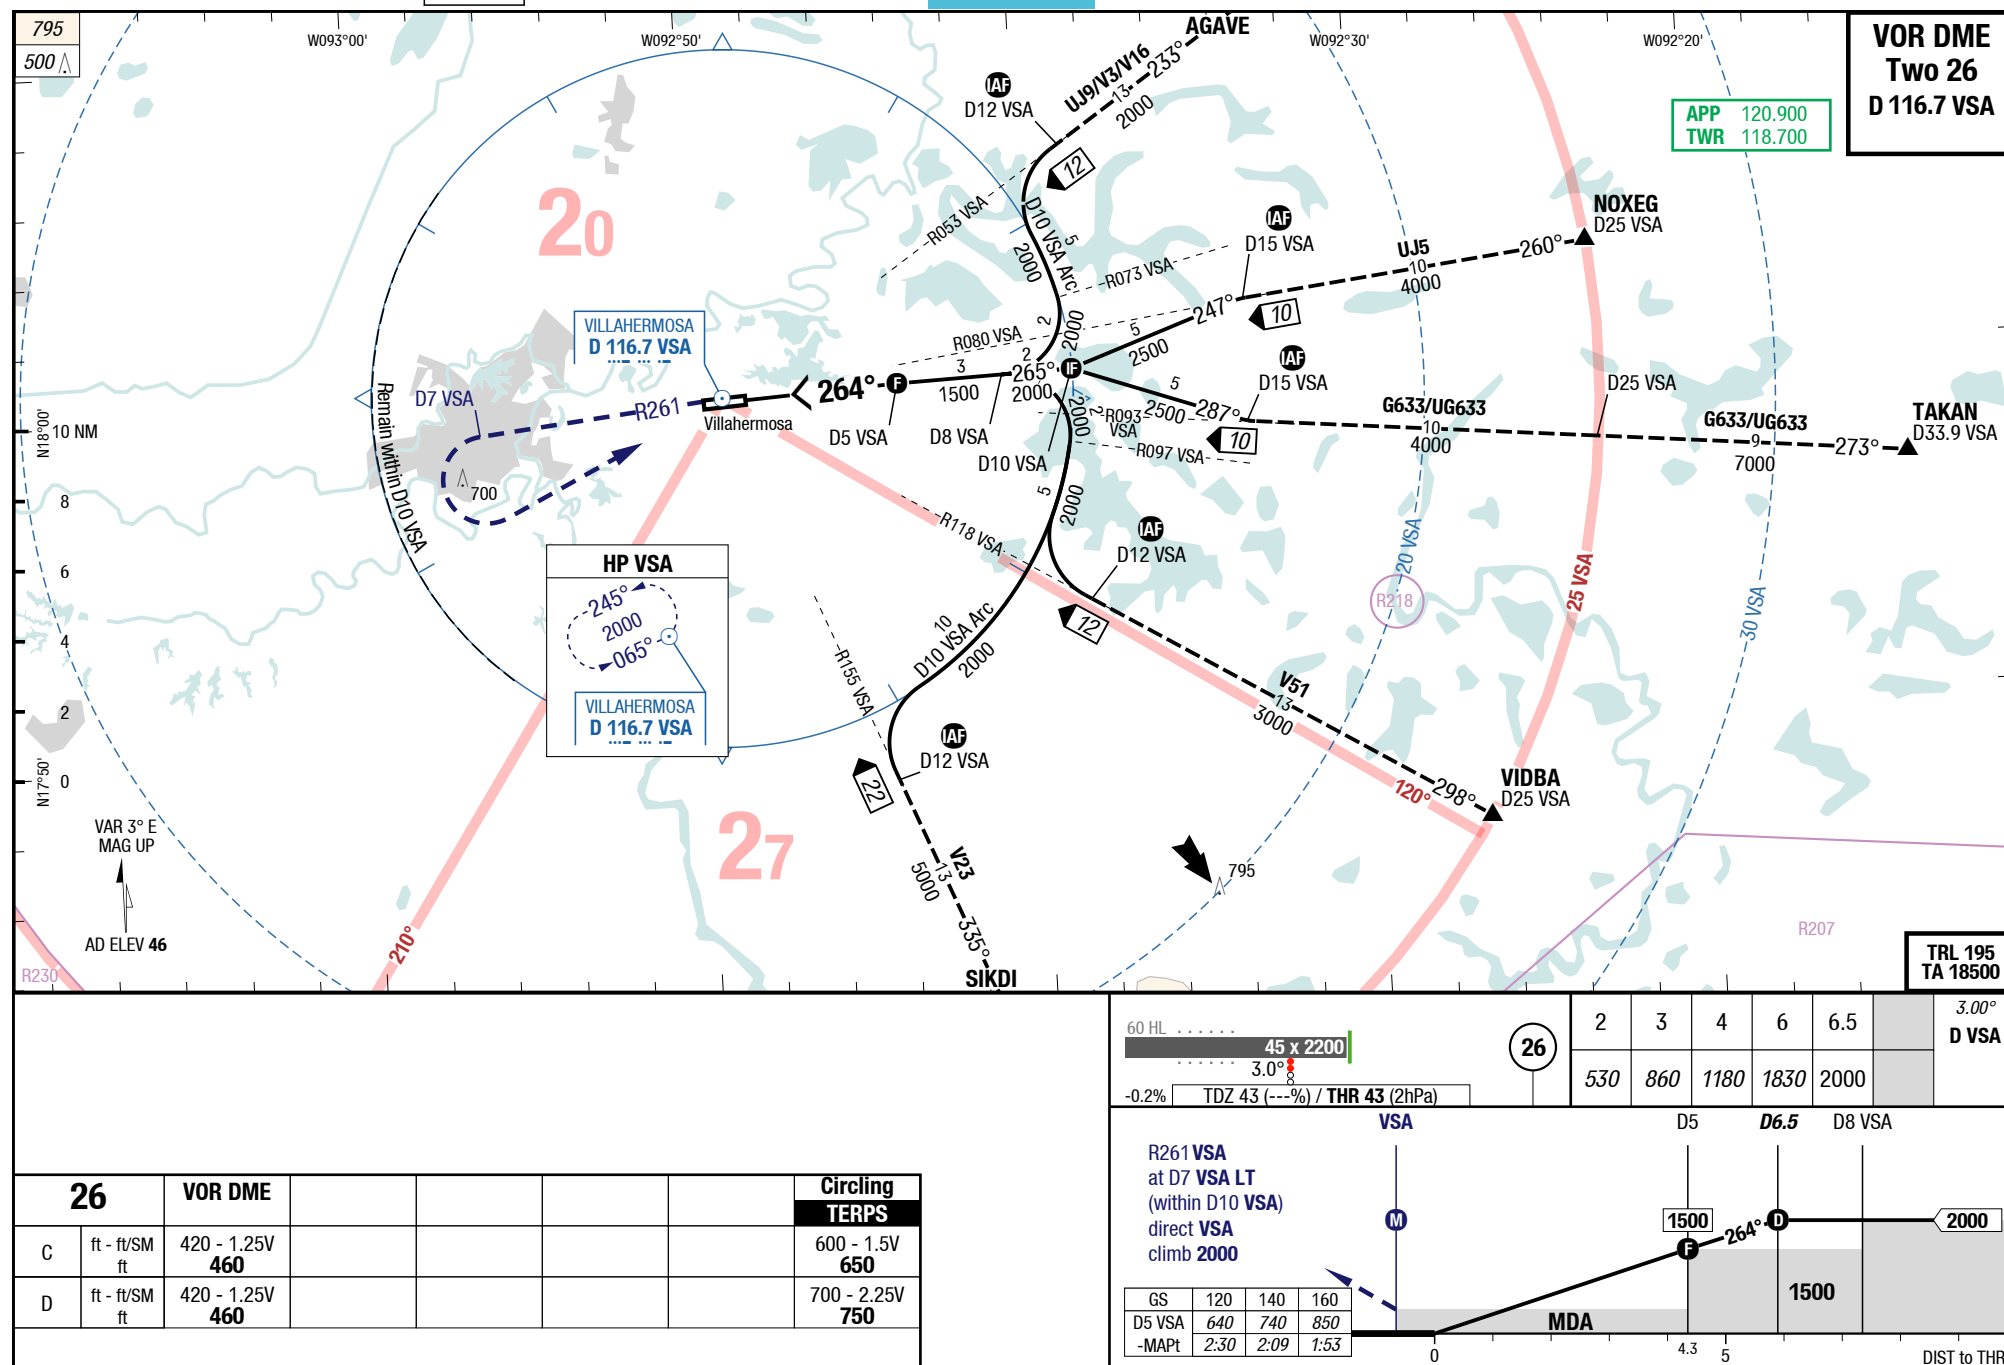 795
500
W093°00'
W092°50'
AGAVE
W092°30'
W092°20'
VOR DME
Two 26
D 116.7 VSA
APP 120.900
TWR 118.700
IAF
D12 VSA
UJ9/V3/V16
13
2000
233°
12
20
R053 VSA
D10 VSA Arc
5
2000
R073 VSA
IAF
D15 VSA
UJ5
10
4000
260°
NOXEG
D25 VSA
247°
10
5
2500
VILLAHERMOSA
D 116.7 VSA
R080 VSA
2
2000
3
1500
2
265°
2000
IF
IAF
D15 VSA
5
2500
287°
10
G633/UG633
10
4000
D25 VSA
G633/UG633
9
7000
273°
TAKAN
D33.9 VSA
D7 VSA
R261
Villahermosa
264°
F
D5 VSA
D8 VSA
D10 VSA
2000
2
R093
VSA
R097 VSA
Remain within D10 VSA
700
N18°00'
10 NM
8
6
4
2
0
N17°50'
5
2000
R118 VSA
IAF
D12 VSA
12
20 VSA
R218
25 VSA
30 VSA
HP VSA
245°
2000
065°
VILLAHERMOSA
D 116.7 VSA
R155 VSA
10
D10 VSA Arc
2000
IAF
D12 VSA
22
V51
13
3000
120°
298°
VIDBA
D25 VSA
27
V23
13
5000
335°
SIKDI
795
VAR 3° E
MAG UP
AD ELEV 46
R230
210°
R207
TRL 195
TA 18500
60 HL
45 x 2200
3.0°
-0.2%
TDZ 43 (---%) / THR 43 (2hPa)
26
2 3 4 6 6.5 3.00°
D VSA
530 860 1180 1830 2000
VSA D5 D6.5 D8 VSA
R261 VSA
at D7 VSA LT
(within D10 VSA)
direct VSA
climb 2000
M
1500
F
264°
D
2000
1500
MDA
GS 120 140 160
D5 VSA 640 740 850
-MAPt 2:30 2:09 1:53
0
4.3
5
DIST to THR
26 VOR DME Circling
TERPS
C ft - ft/SM 420 - 1.25V 600 - 1.5V
ft 460 650
D ft - ft/SM 420 - 1.25V 700 - 2.25V
ft 460 750